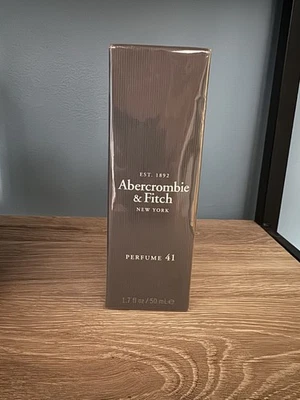 EST. 1892
Abercrombie
& Fitch
NEW YORK
PERFUME 41
1.7 fl oz / 50 ml ℮